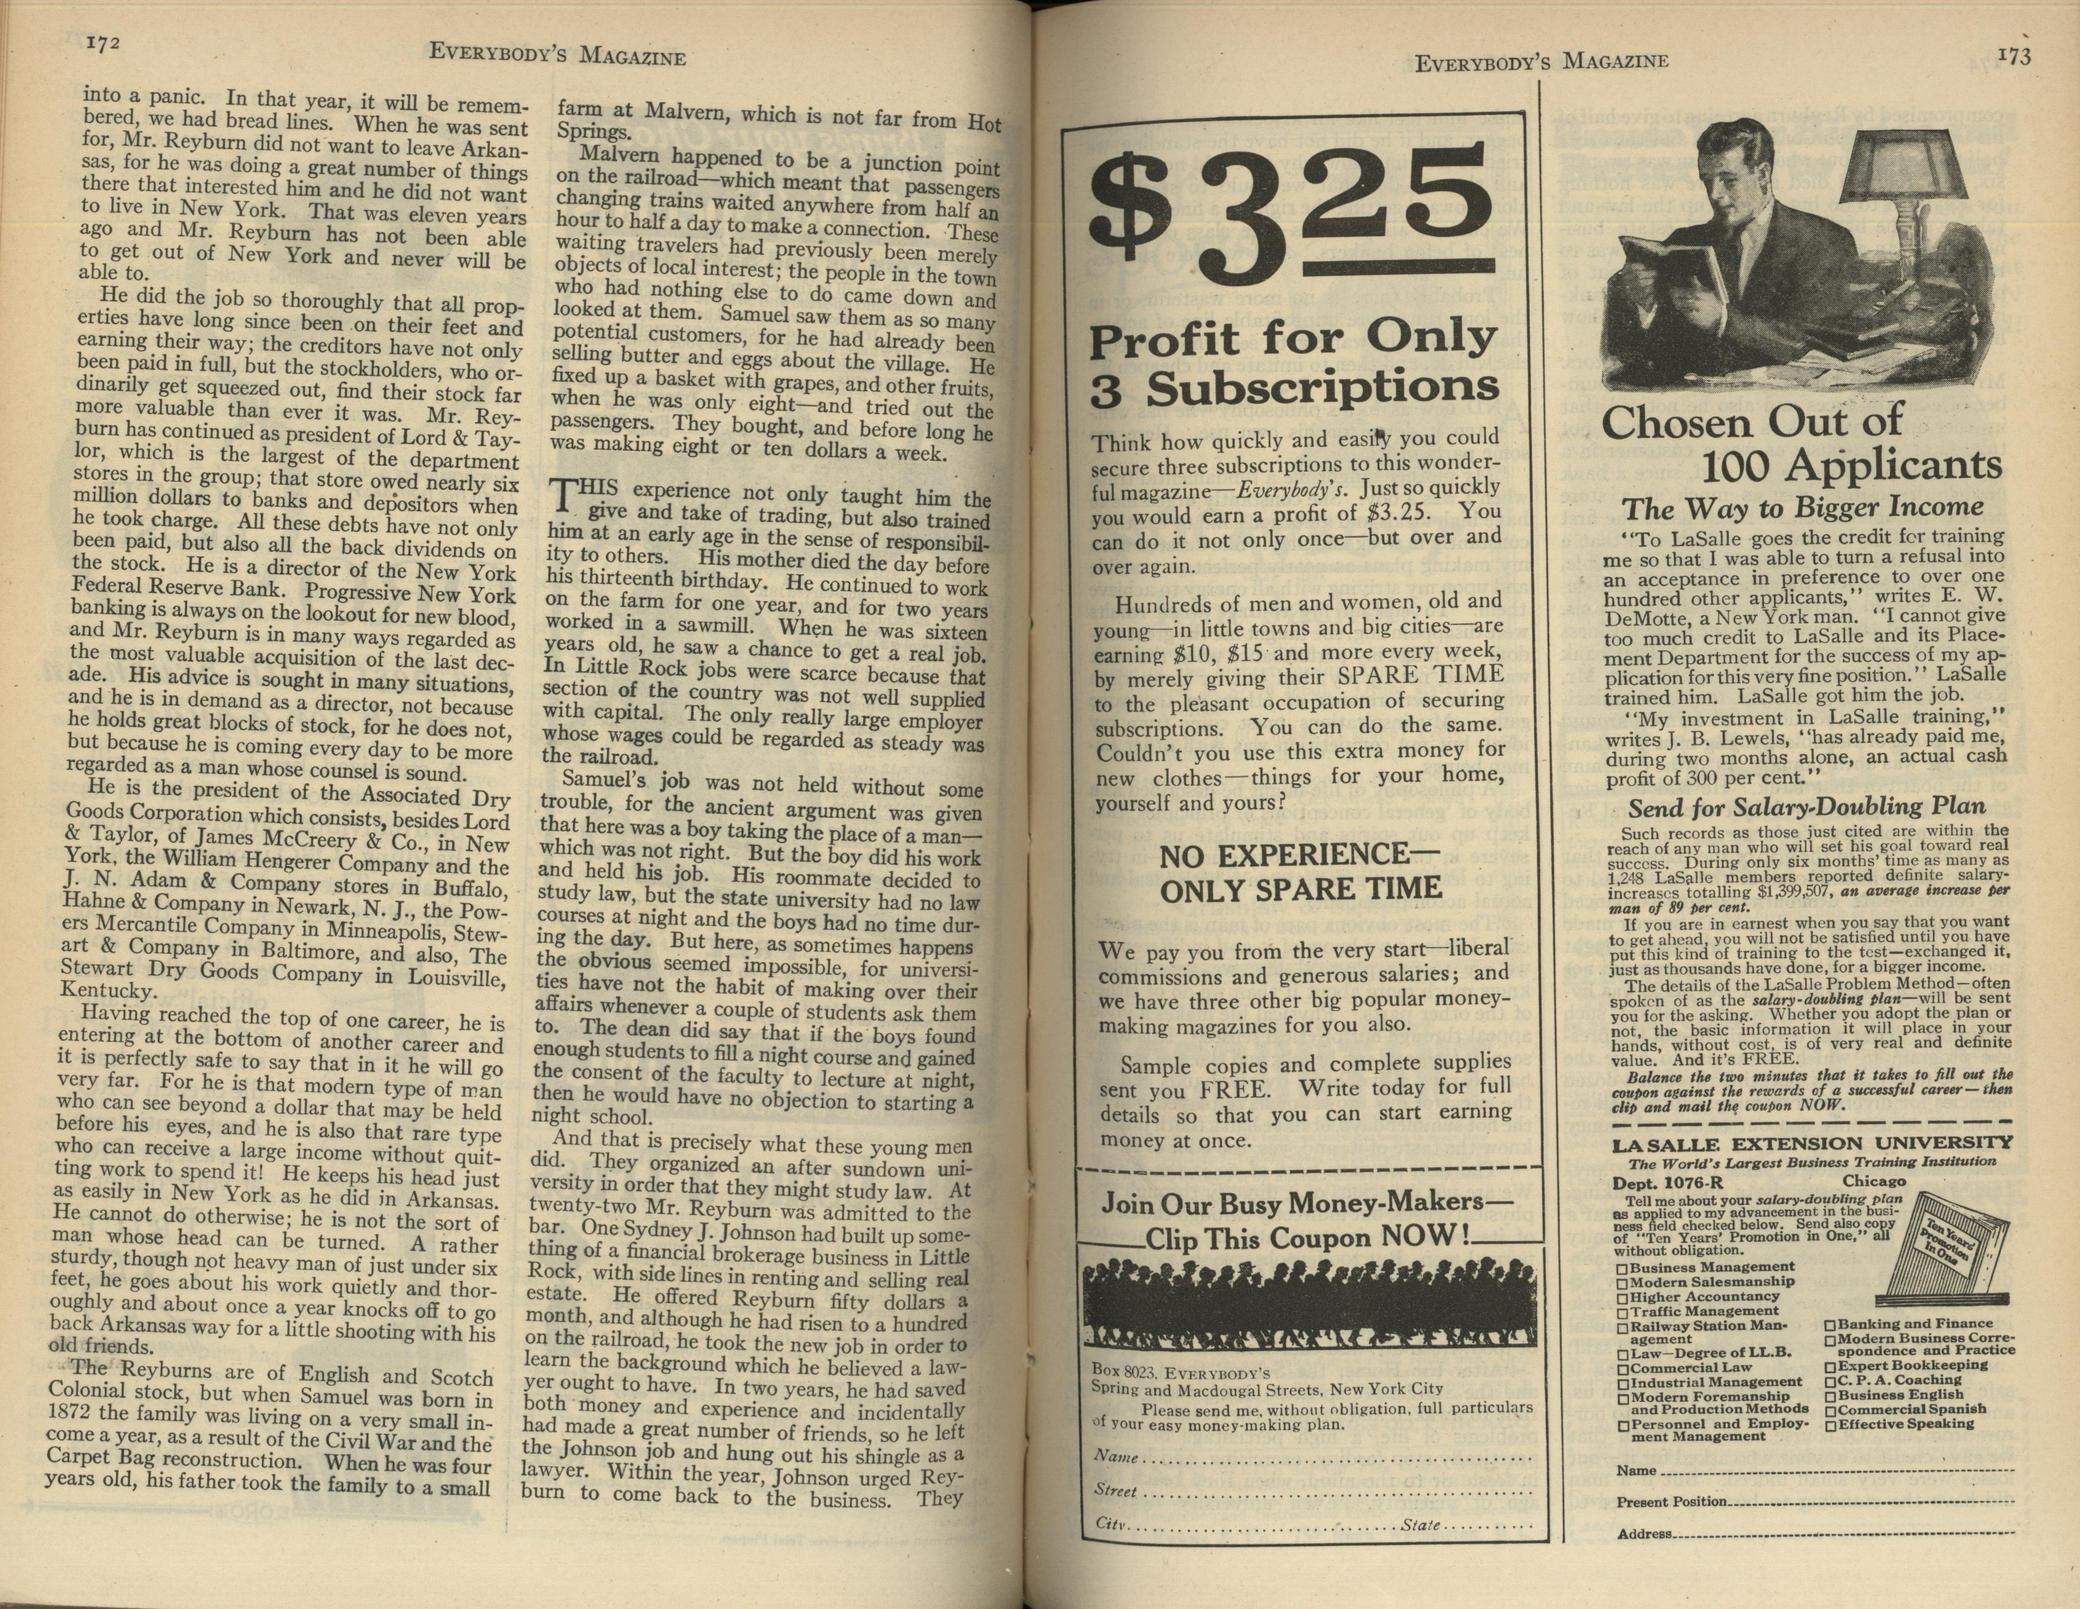 172
EVERYBODY'S MAGAZINE
into a panic. In that year, it will be remem-
bered, we had bread lines. When he was sent
for, Mr. Reyburn did not want to leave Arkan-
sas, for he was doing a great number of things
there that interested him and he did not want
to live in New York. That was eleven years
ago and Mr. Reyburn has not been able
to get out of New York and never will be
able to.
He did the job so thoroughly that all prop-
erties have long since been on their feet and
earning their way; the creditors have not only
been paid in full, but the stockholders, who or-
dinarily get squeezed out, find their stock far
more valuable than ever it was. Mr. Rey-
burn has continued as president of Lord & Tay-
lor, which is the largest of the department
stores in the group; that store owed nearly six
million dollars to banks and depositors when
he took charge. All these debts have not only
been paid, but also all the back dividends on
the stock. He is a director of the New York
Federal Reserve Bank. Progressive New York
banking is always on the lookout for new blood,
and Mr. Reyburn is in many ways regarded as
the most valuable acquisition of the last dec-
ade. His advice is sought in many situations,
and he is in demand as a director, not because
he holds great blocks of stock, for he does not,
but because he is coming every day to be more
regarded as a man whose counsel is sound.
He is the president of the Associated Dry
Goods Corporation which consists, besides Lord
& Taylor, of James McCreery & Co., in New
York, the William Hengerer Company and the
J. N. Adam & Company stores in Buffalo,
Hahne & Company in Newark, N. J., the Pow-
ers Mercantile Company in Minneapolis, Stew-
art & Company in Baltimore, and also, The
Stewart Dry Goods Company in Louisville,
Kentucky.
Having reached the top of one career, he is
entering at the bottom of another career and
it is perfectly safe to say that in it he will go
very far. For he is that modern type of man
who can see beyond a dollar that may be held
before his eyes, and he is also that rare type
who can receive a large income without quit-
ting work to spend it! He keeps his head just
as easily in New York as he did in Arkansas.
He cannot do otherwise; he is not the sort of
man whose head can be turned. A rather
sturdy, though not heavy man of just under six
feet, he goes about his work quietly and thor-
oughly and about once a year knocks off to go
back Arkansas way for a little shooting with his
old friends.
The Reyburns are of English and Scotch
Colonial stock, but when Samuel was born in
1872 the family was living on a very small in-
come a year, as a result of the Civil War and the
Carpet Bag reconstruction. When he was four
years old, his father took the family to a small
farm at Malvern, which is not far from Hot
Springs.
Malvern happened to be a junction point
on the railroad—which meant that passengers
changing trains waited anywhere from half an
hour to half a day to make a connection. These
waiting travelers had previously been merely
objects of local interest; the people in the town
who had nothing else to do came down and
looked at them. Samuel saw them as so many
potential customers, for he had already been
selling butter and eggs about the village. He
fixed up a basket with grapes, and other fruits,
when he was only eight—and tried out the
passengers. They bought, and before long he
was making eight or ten dollars a week.
THIS experience not only taught him the
give and take of trading, but also trained
him at an early age in the sense of responsibil-
ity to others. His mother died the day before
his thirteenth birthday. He continued to work
on the farm for one year, and for two years
worked in a sawmill. When he was sixteen
years old, he saw a chance to get a real job.
In Little Rock jobs were scarce because that
section of the country was not well supplied
with capital. The only really large employer
whose wages could be regarded as steady was
the railroad.
Samuel's job was not held without some
trouble, for the ancient argument was given
that here was a boy taking the place of a man—
which was not right. But the boy did his work
and held his job. His roommate decided to
study law, but the state university had no law
courses at night and the boys had no time dur-
ing the day. But here, as sometimes happens
the obvious seemed impossible, for universi-
ties have not the habit of making over their
affairs whenever a couple of students ask them
to. The dean did say that if the boys found
enough students to fill a night course and gained
the consent of the faculty to lecture at night,
then he would have no objection to starting a
night school.
And that is precisely what these young men
did. They organized an after sundown uni-
versity in order that they might study law. At
twenty-two Mr. Reyburn was admitted to the
bar. One Sydney J. Johnson had built up some-
thing of a financial brokerage business in Little
Rock, with side lines in renting and selling real
estate. He offered Reyburn fifty dollars a
month, and although he had risen to a hundred
on the railroad, he took the new job in order to
learn the background which he believed a law-
yer ought to have. In two years, he had saved
both money and experience and incidentally
had made a great number of friends, so he left
the Johnson job and hung out his shingle as a
lawyer. Within the year, Johnson urged Rey-
burn to come back to the business. They
EVERYBODY'S MAGAZINE
173
$3.25
Profit for Only
3 Subscriptions
Think how quickly and easily you could
secure three subscriptions to this wonder-
ful magazine—Everybody's. Just so quickly
you would earn a profit of $3.25. You
can do it not only once—but over and
over again.
Hundreds of men and women, old and
young—in little towns and big cities—are
earning $10, $15 and more every week,
by merely giving their SPARE TIME
to the pleasant occupation of securing
subscriptions. You can do the same.
Couldn't you use this extra money for
new clothes—things for your home,
yourself and yours?
NO EXPERIENCE—
ONLY SPARE TIME
We pay you from the very start—liberal
commissions and generous salaries; and
we have three other big popular money-
making magazines for you also.
Sample copies and complete supplies
sent you FREE. Write today for full
details so that you can start earning
money at once.
Join Our Busy Money-Makers—
Clip This Coupon NOW!
Box 8023, EVERYBODY'S
Spring and Macdougal Streets, New York City
Please send me, without obligation, full particulars
of your easy money-making plan.
Name
Street
City State
Chosen Out of
100 Applicants
The Way to Bigger Income
"To LaSalle goes the credit for training
me so that I was able to turn a refusal into
an acceptance in preference to over one
hundred other applicants," writes E. W.
DeMotte, a New York man. "I cannot give
too much credit to LaSalle and its Place-
ment Department for the success of my ap-
plication for this very fine position." LaSalle
trained him. LaSalle got him the job.
"My investment in LaSalle training,"
writes J. B. Lewels, "has already paid me,
during two months alone, an actual cash
profit of 300 per cent."
Send for Salary-Doubling Plan
Such records as those just cited are within the
reach of any man who will set his goal toward real
success. During only six months' time as many as
1,248 LaSalle members reported definite salary-
increases totalling $1,399,507, an average increase per
man of 89 per cent.
If you are in earnest when you say that you want
to get ahead, you will not be satisfied until you have
put this kind of training to the test—exchanged it,
just as thousands have done, for a bigger income.
The details of the LaSalle Problem Method—often
spoken of as the salary-doubling plan—will be sent
you for the asking. Whether you adopt the plan or
not, the basic information it will place in your
hands, without cost, is of very real and definite
value. And it's FREE.
Balance the two minutes that it takes to fill out the
coupon against the rewards of a successful career—then
clip and mail the coupon NOW.
LA SALLE EXTENSION UNIVERSITY
The World's Largest Business Training Institution
Dept. 1076-R Chicago
Tell me about your salary-doubling plan
as applied to my advancement in the busi-
ness field checked below. Send also copy
of "Ten Years' Promotion in One," all
without obligation.
Ten Years'
Promotion
In One
Business Management
Modern Salesmanship
Higher Accountancy
Traffic Management
Railway Station Man-
agement
Law—Degree of LL.B.
Commercial Law
Industrial Management
Modern Foremanship
and Production Methods
Personnel and Employ-
ment Management
Banking and Finance
Modern Business Corre-
spondence and Practice
Expert Bookkeeping
C. P. A. Coaching
Business English
Commercial Spanish
Effective Speaking
Name
Present Position
Address